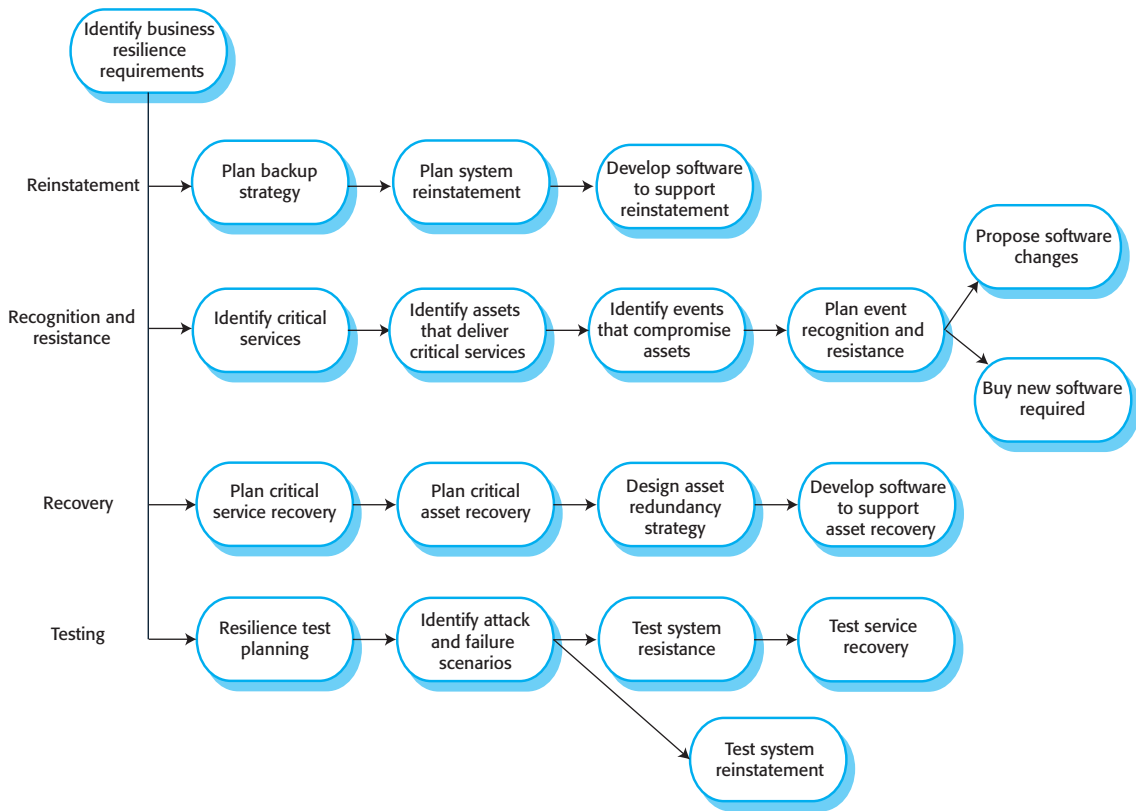 Identify business
resilience
requirements
Reinstatement
Plan backup
strategy
Plan system
reinstatement
Develop software
to support
reinstatement
Recognition and
resistance
Identify critical
services
Identify assets
that deliver
critical services
Identify events
that compromise
assets
Plan event
recognition and
resistance
Propose software
changes
Buy new software
required
Recovery
Plan critical
service recovery
Plan critical
asset recovery
Design asset
redundancy
strategy
Develop software
to support
asset recovery
Testing
Resilience test
planning
Identify attack
and failure
scenarios
Test system
resistance
Test service
recovery
Test system
reinstatement